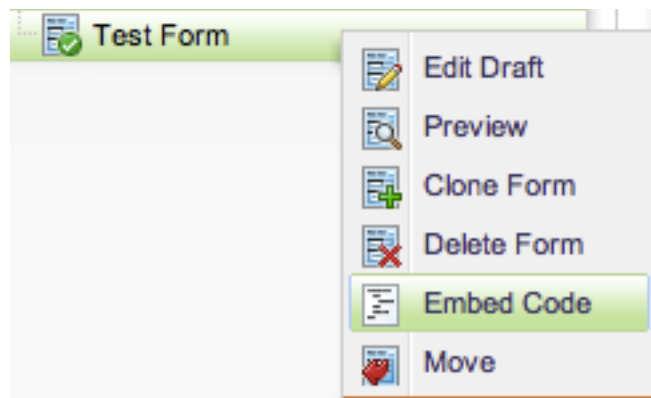 Test Form
Edit Draft
Preview
Clone Form
Delete Form
Embed Code
Move